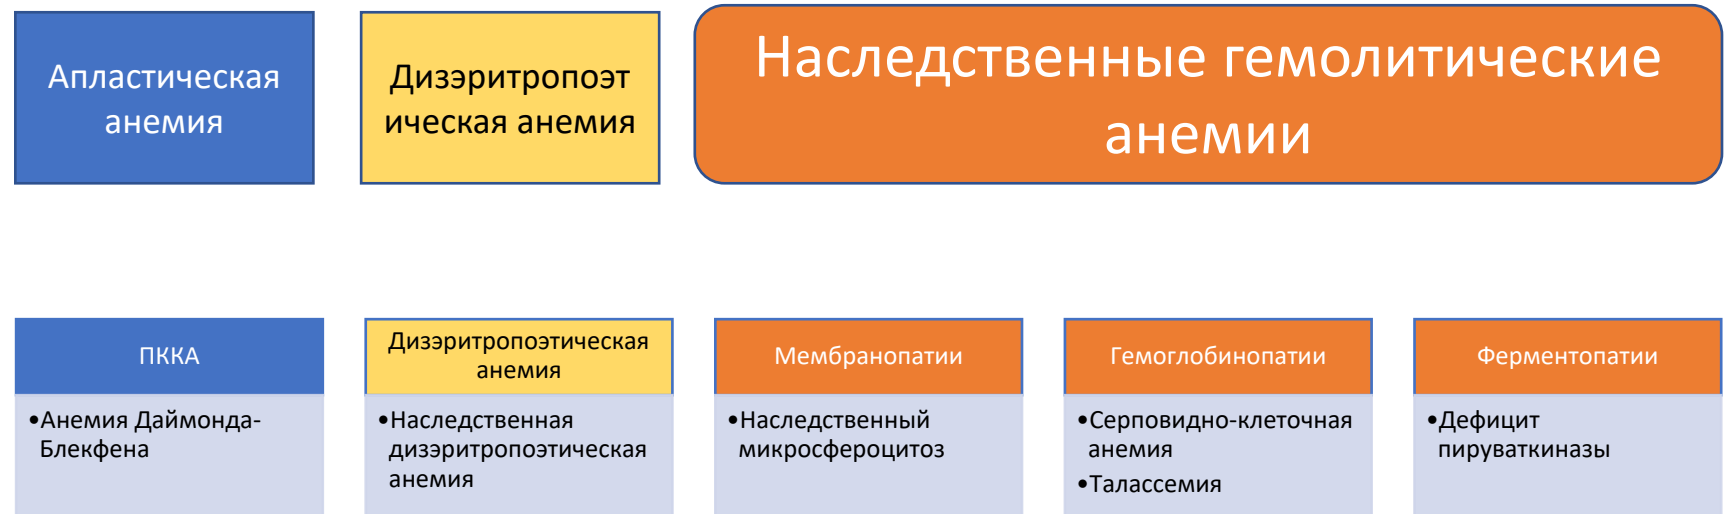 Апластическая
анемия
Дизэритропоэт
ическая анемия
Наследственные гемолитические
анемии
ПККА
•Анемия Даймонда-
Блекфена
Дизэритропоэтическая
анемия
•Наследственная
дизэритропоэтическая
анемия
Мембранопатии
•Наследственный
микросфероцитоз
Гемоглобинопатии
•Серповидно-клеточная
анемия
•Талассемия
Ферментопатии
•Дефицит
пируваткиназы